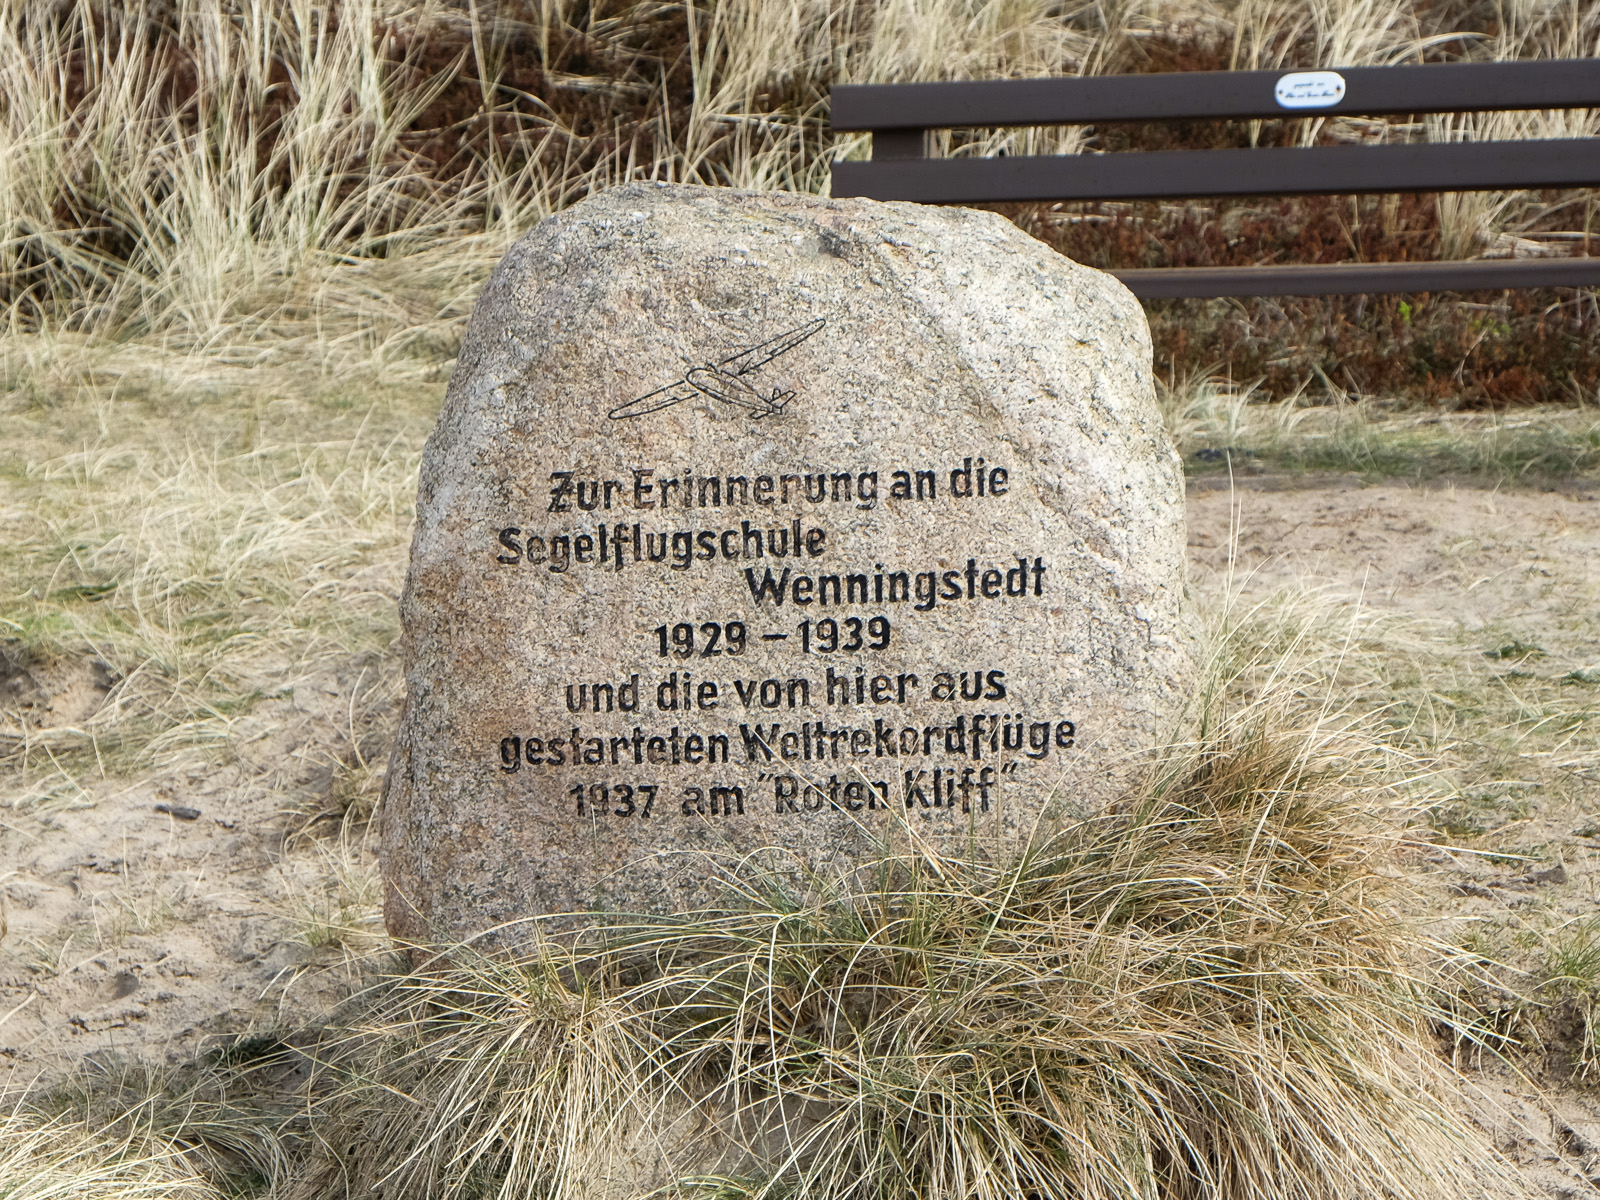 Zur Erinnerung an die
Segelflugschule
Wenningstedt
1929 – 1939
und die von hier aus
gestarteten Weltrekordflüge
1937 am "Roten Kliff"